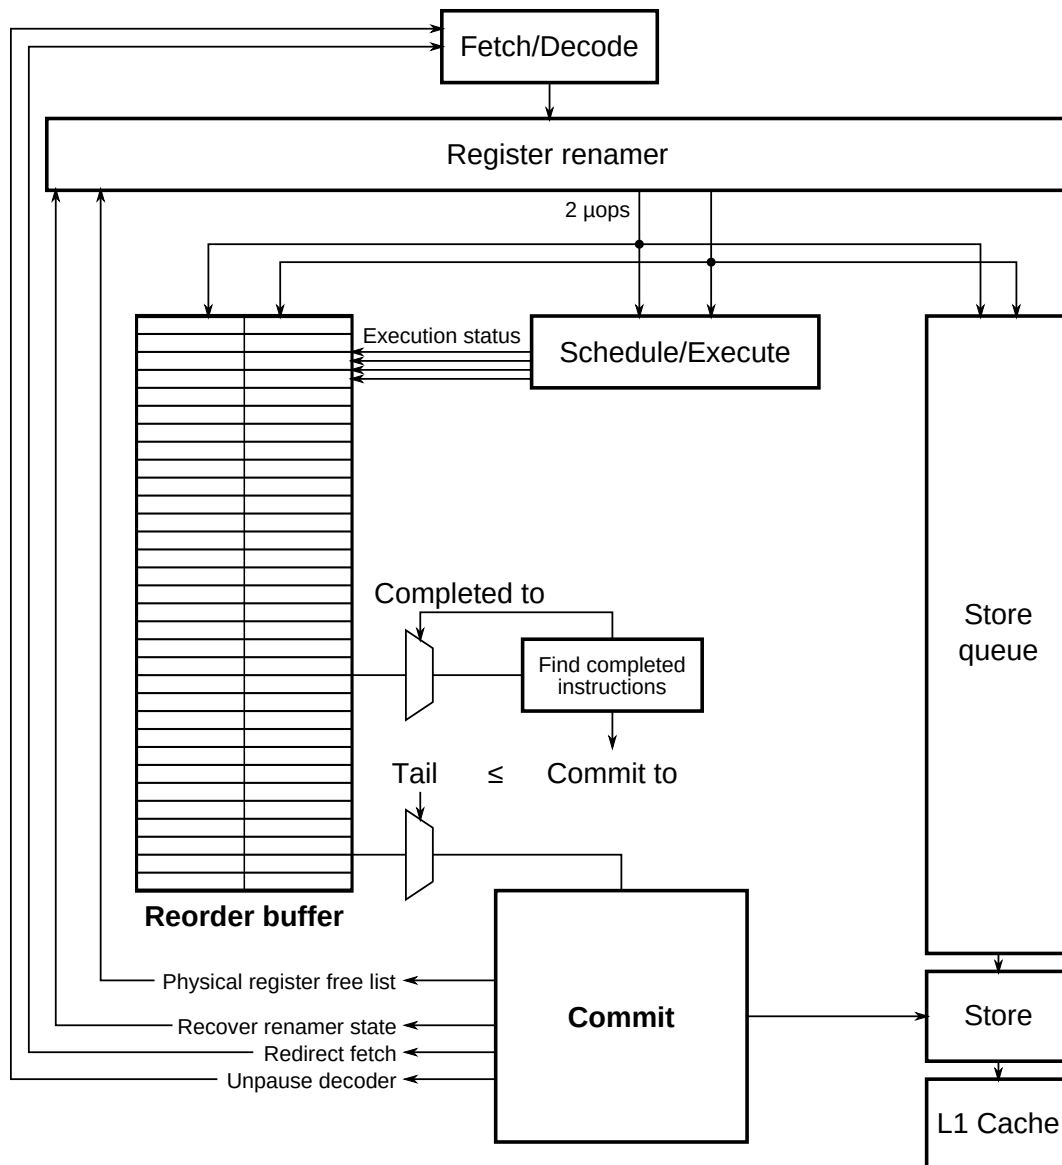 Fetch/Decode
Register renamer
2 µops
Execution status
Schedule/Execute
Completed to
Find completed
instructions
Store
queue
Tail ≤ Commit to
Reorder buffer
Physical register free list
Recover renamer state
Redirect fetch
Unpause decoder
Commit
Store
L1 Cache